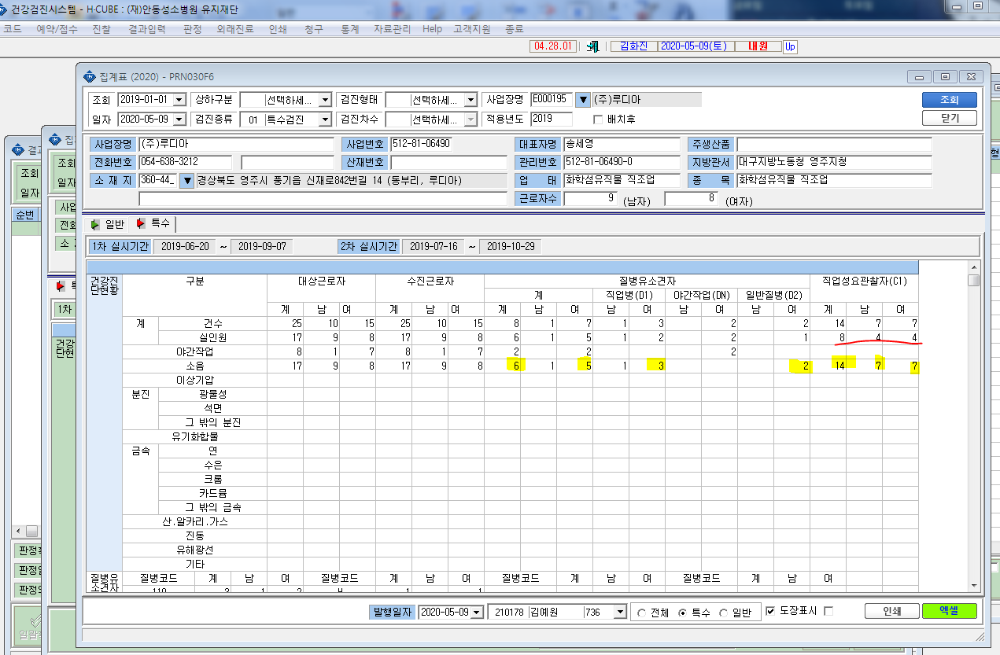 건강검진시스템 - H-CUBE : (재)안동성소병원 유지재단
코드 예약/접수 진찰 결과입력 판정 외래진료 인쇄 청구 통계 자료관리 Help 고객지원 종료
04.28.01 김화진 2020-05-09(토) 내원 Up
집계표 (2020) - PRN030F6
조회 2019-01-01 상하구분 선택하세... 검진형태 선택하세... 사업장명 E000195 (주)루디아 조회
일자 2020-05-09 검진종류 01 특수검진 검진차수 선택하세... 적용년도 2019 배치후 닫기
사업장명 (주)루디아 사업번호 512-81-06490 대표자명 송세영 주생산품
전화번호 054-638-3212 산재번호 관리번호 512-81-06490-0 지방관서 대구지방노동청 영주지청
소 재 지 360-44_ 경상북도 영주시 풍기읍 신재로842번길 14 (동부리, 루디아) 업 태 화학섬유직물 직조업 종 목 화학섬유직물 직조업
근로자수 9 (남자) 8 (여자)
일반 특수
1차 실시기간 2019-06-20 ~ 2019-09-07 2차 실시기간 2019-07-16 ~ 2019-10-29
건강진단현황 구분 대상근로자 수진근로자 질병유소견자 직업성요관찰자(C1)
계 직업병(D1) 야간작업(DN) 일반질병(D2)
계 남 여 계 남 여 계 남 여 남 여 남 여 남 여 계 남 여
계 건수 25 10 15 25 10 15 8 1 7 1 3 2 2 14 7 7
실인원 17 9 8 17 9 8 6 1 5 1 2 2 1 8 4 4
야간작업 8 1 7 8 1 7 2 2 2
소음 17 9 8 17 9 8 6 1 5 1 3 2 14 7 7
이상기압
분진 광물성
석면
그 밖의 분진
유기화합물
금속 연
수은
크롬
카드뮴
그 밖의 금속
산.알카리.가스
진동
유해광선
기타
질병유소견자 질병코드 계 남 여 질병코드 계 남 여 질병코드 계 남 여 질병코드 계 남 여
발행일자 2020-05-09 210178 김예원 736 전체 특수 일반 도장표시 인쇄 엑셀
결과
조회
일자
순번
판정
판정일
집
조회
일자
사업
전화
소
1차
건강
단현